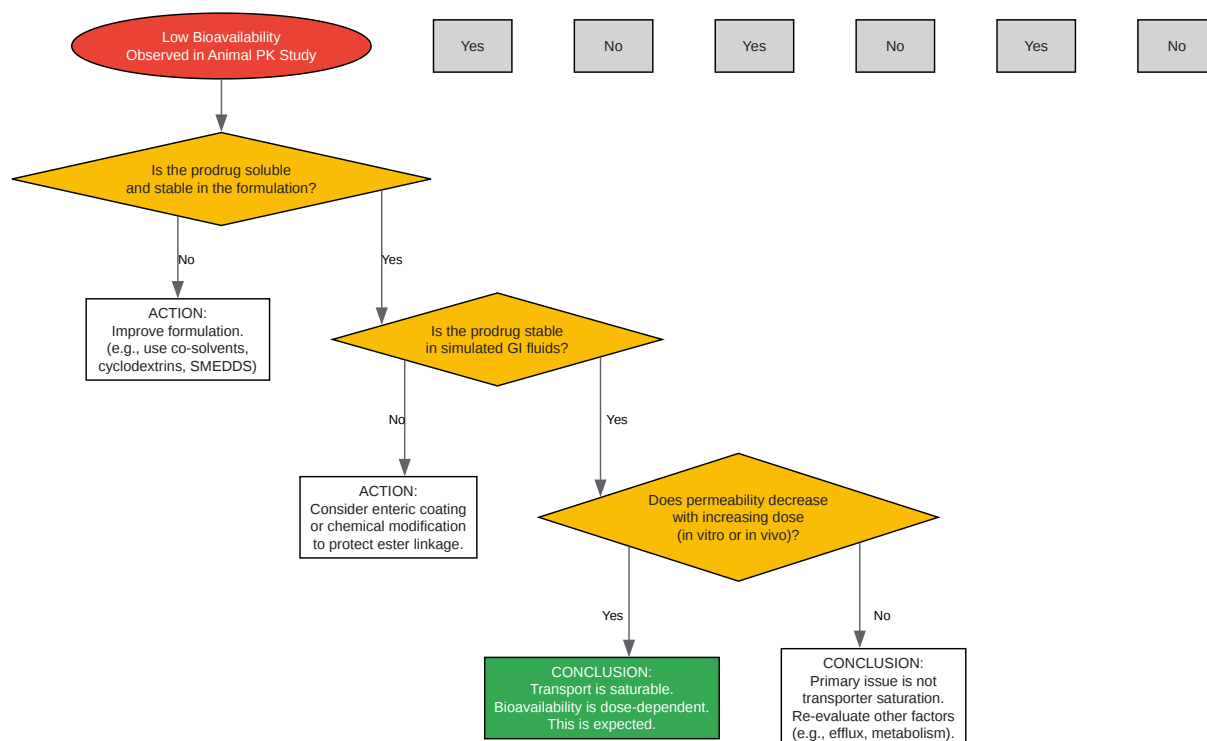 Low Bioavailability
Observed in Animal PK Study
Yes
No
Yes
No
Yes
No
Is the prodrug soluble
and stable in the formulation?
No
Yes
ACTION:
Improve formulation.
(e.g., use co-solvents,
cyclodextrins, SMEDDS)
Is the prodrug stable
in simulated GI fluids?
No
Yes
ACTION:
Consider enteric coating
or chemical modification
to protect ester linkage.
Does permeability decrease
with increasing dose
(in vitro or in vivo)?
Yes
No
CONCLUSION:
Transport is saturable.
Bioavailability is dose-dependent.
This is expected.
CONCLUSION:
Primary issue is not
transporter saturation.
Re-evaluate other factors
(e.g., efflux, metabolism).